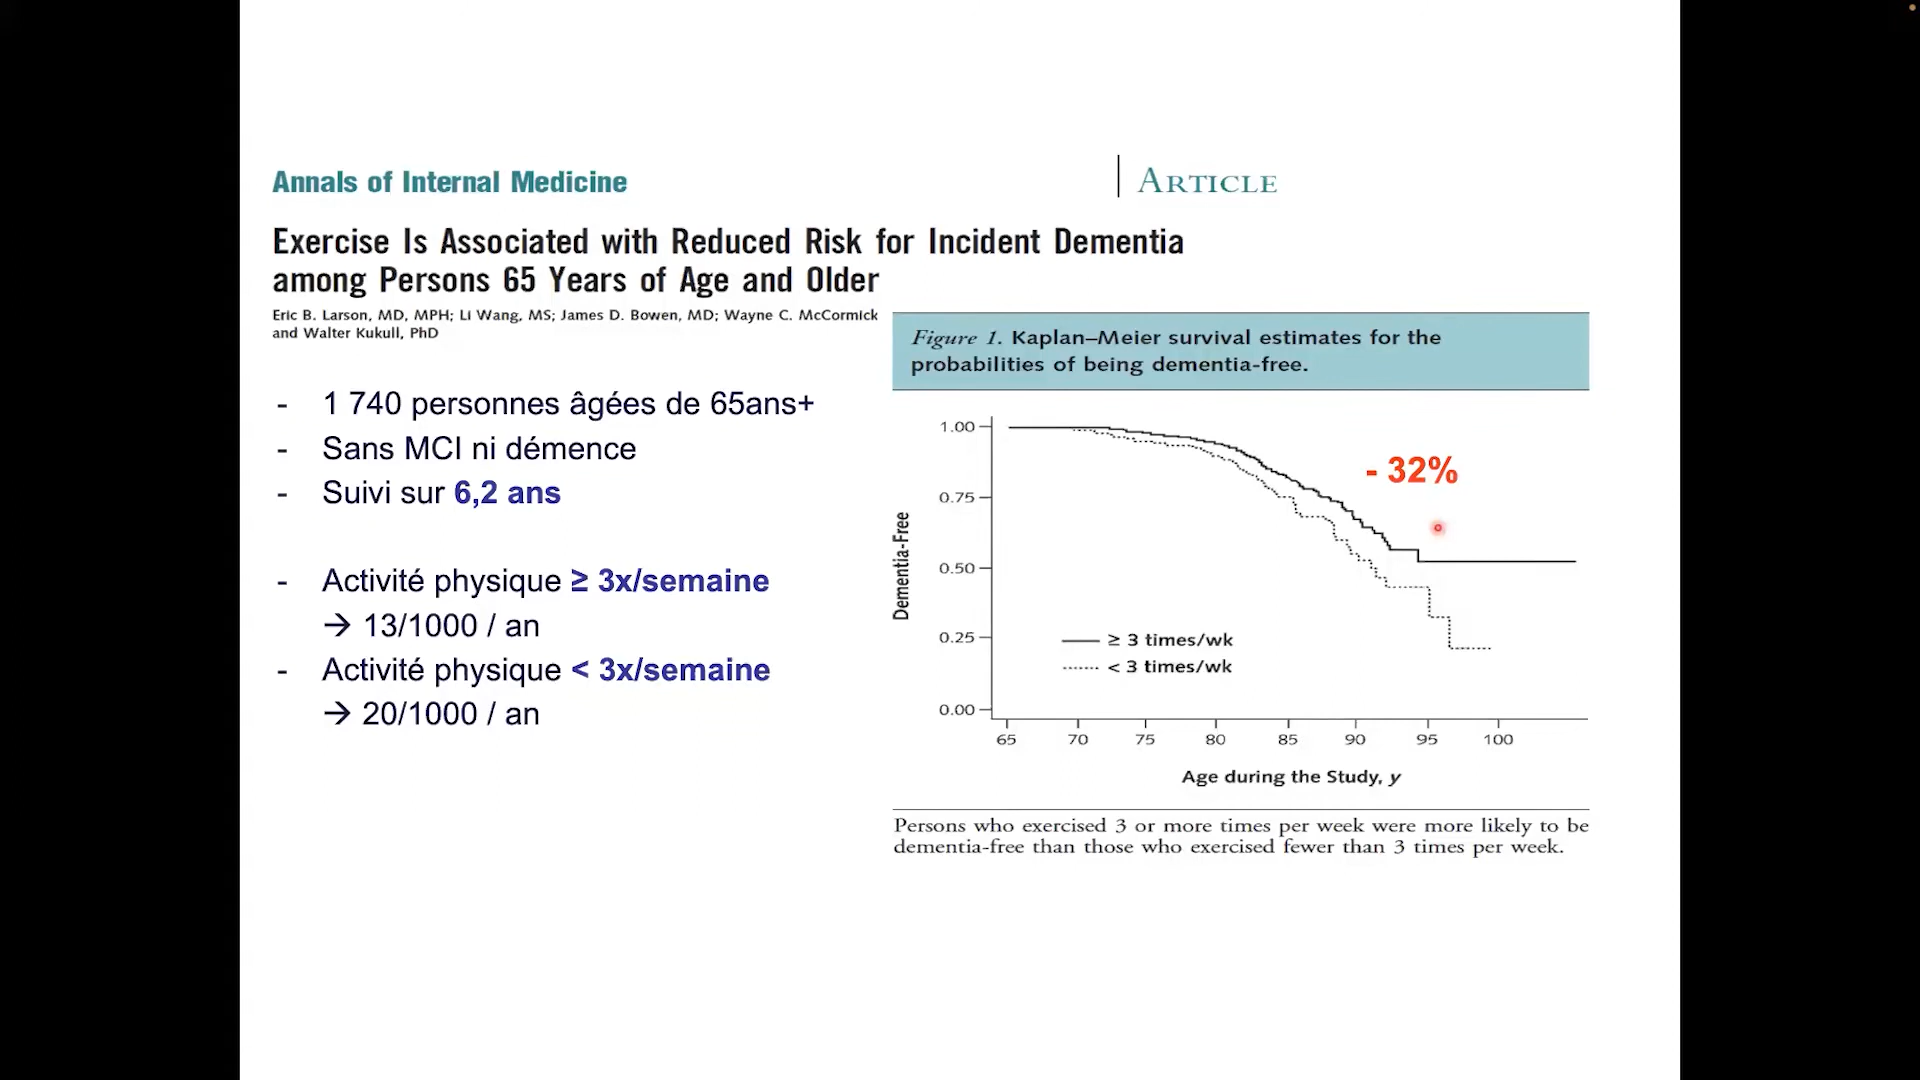 Annals of Internal Medicine
ARTICLE
Exercise Is Associated with Reduced Risk for Incident Dementia
among Persons 65 Years of Age and Older
Eric B. Larson, MD, MPH; Li Wang, MS; James D. Bowen, MD; Wayne C. McCormick
and Walter Kukull, PhD
- 1 740 personnes âgées de 65ans+
- Sans MCI ni démence
- Suivi sur 6,2 ans
- Activité physique ≥ 3x/semaine
→ 13/1000 / an
- Activité physique < 3x/semaine
→ 20/1000 / an
Figure 1. Kaplan–Meier survival estimates for the
probabilities of being dementia-free.
- 32%
Dementia-Free
1.00
0.75
0.50
0.25
0.00
≥ 3 times/wk
< 3 times/wk
65 70 75 80 85 90 95 100
Age during the Study, y
Persons who exercised 3 or more times per week were more likely to be
dementia-free than those who exercised fewer than 3 times per week.